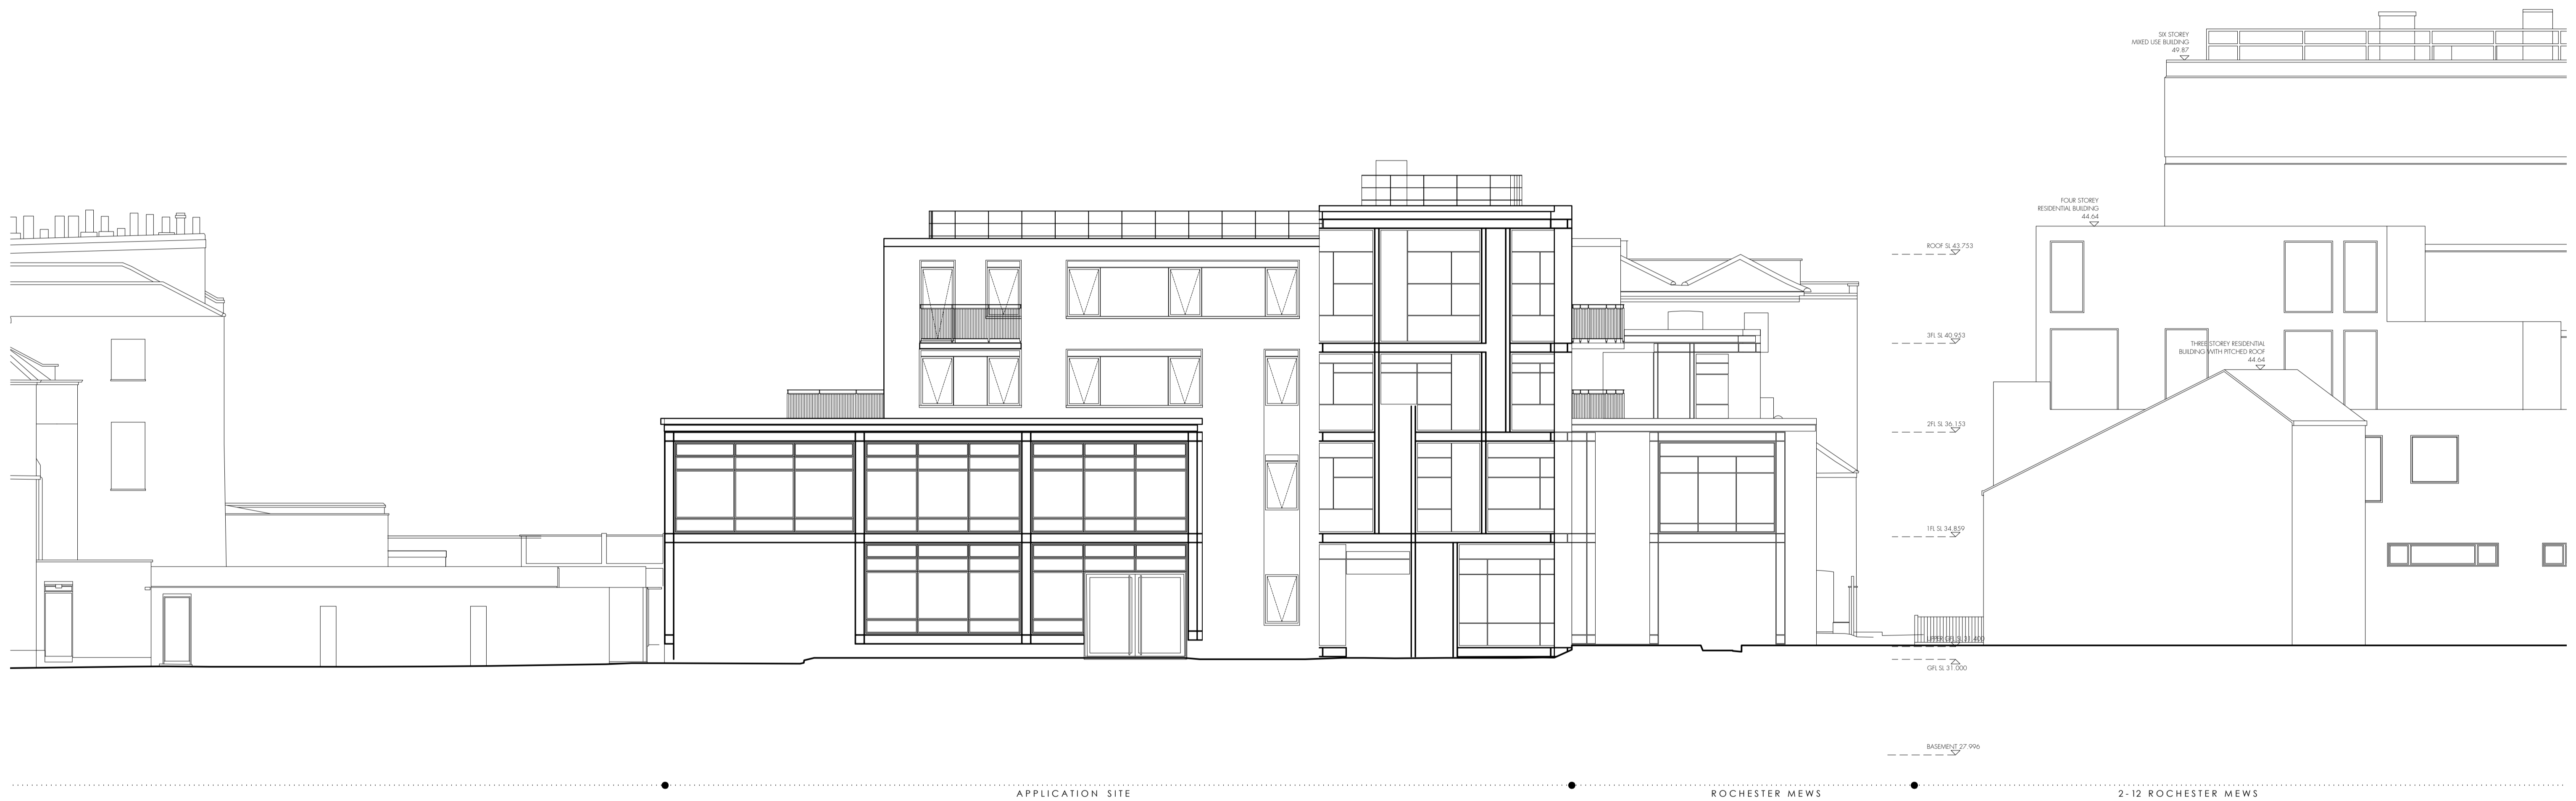 SIX STOREY
MIXED USE BUILDING
49.87
FOUR STOREY
RESIDENTIAL BUILDING
44.64
ROOF SL 43.753
3FL SL 40.953
THREE STOREY RESIDENTIAL
BUILDING WITH PITCHED ROOF
44.64
2FL SL 36.153
1FL SL 34.859
UPPER GFL SL 31.400
GFL SL 31.000
BASEMENT 27.996
APPLICATION SITE
ROCHESTER MEWS
2-12 ROCHESTER MEWS